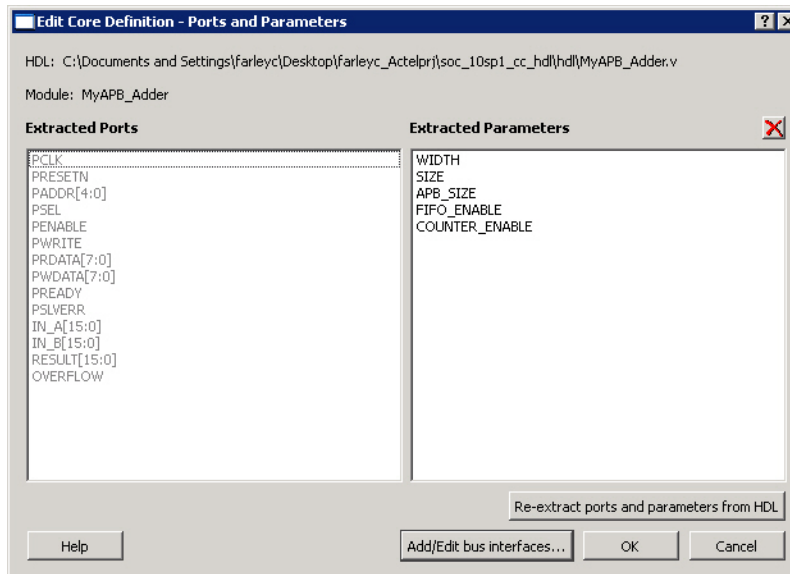 Edit Core Definition - Ports and Parameters
HDL: C:\Documents and Settings\farleyc\Desktop\farleyc_Actelprj\soc_10sp1_cc_hdl\hdl\MyAPB_Adder.v
Module: MyAPB_Adder
Extracted Ports
PCLK
PRESETN
PADDR[4:0]
PSEL
PENABLE
PWRITE
PRDATA[7:0]
PWDATA[7:0]
PREADY
PSLVERR
IN_A[15:0]
IN_B[15:0]
RESULT[15:0]
OVERFLOW
Extracted Parameters
WIDTH
SIZE
APB_SIZE
FIFO_ENABLE
COUNTER_ENABLE
Re-extract ports and parameters from HDL
Help
Add/Edit bus interfaces...
OK
Cancel